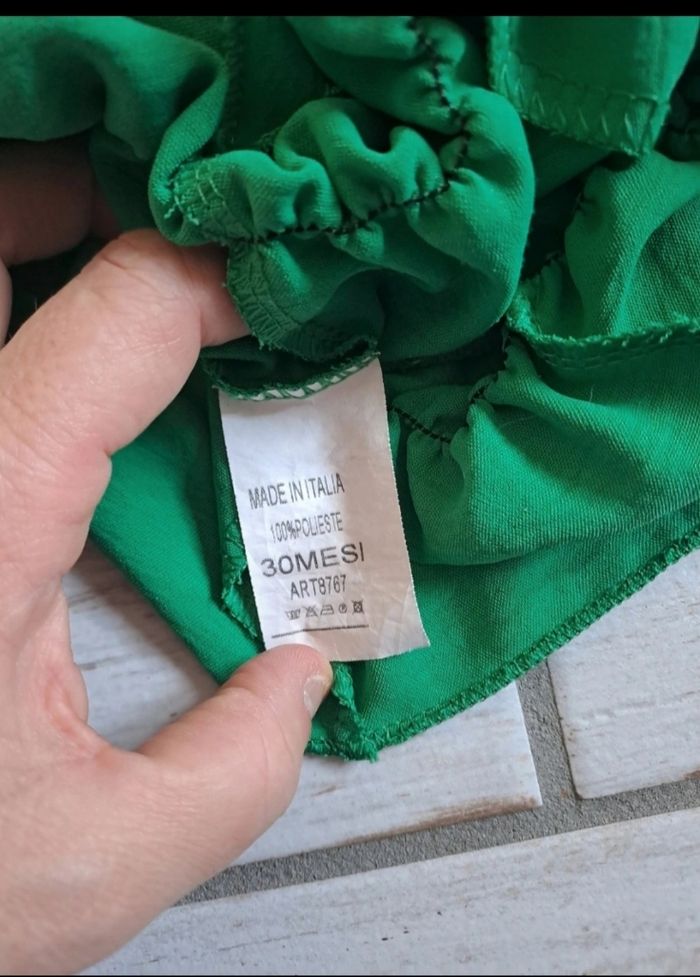 MADE IN ITALIA
100%POLIESTE
30MESI
ART8767